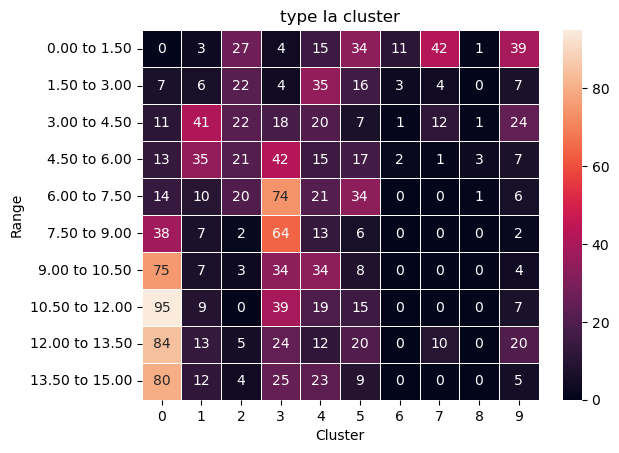 type Ia cluster
0.00 to 1.50 0 3 27 4 15 34 11 42 1 39
1.50 to 3.00 7 6 22 4 35 16 3 4 0 7
3.00 to 4.50 11 41 22 18 20 7 1 12 1 24
4.50 to 6.00 13 35 21 42 15 17 2 1 3 7
6.00 to 7.50 14 10 20 74 21 34 0 0 1 6
7.50 to 9.00 38 7 2 64 13 6 0 0 0 2
9.00 to 10.50 75 7 3 34 34 8 0 0 0 4
10.50 to 12.00 95 9 0 39 19 15 0 0 0 7
12.00 to 13.50 84 13 5 24 12 20 0 10 0 20
13.50 to 15.00 80 12 4 25 23 9 0 0 0 5
0 1 2 3 4 5 6 7 8 9
Cluster
Range
80
60
40
20
0